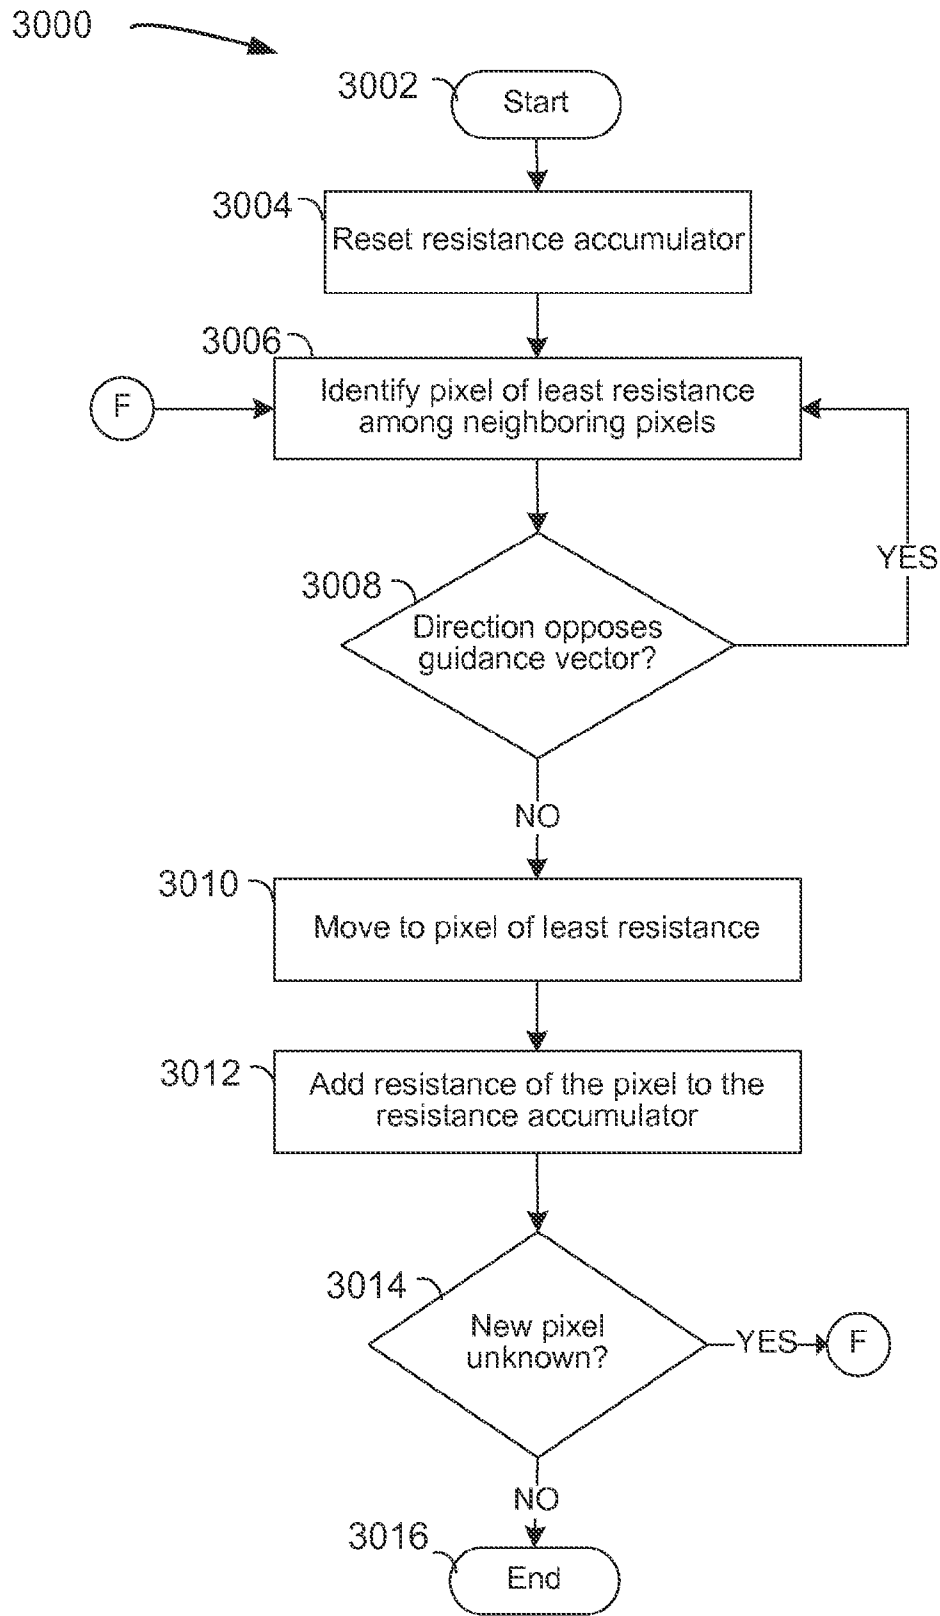 3000
3002
Start
3004
Reset resistance accumulator
3006
Identify pixel of least resistance
among neighboring pixels
F
YES
3008
Direction opposes
guidance vector?
NO
3010
Move to pixel of least resistance
3012
Add resistance of the pixel to the
resistance accumulator
3014
New pixel
unknown?
YES
F
NO
3016
End